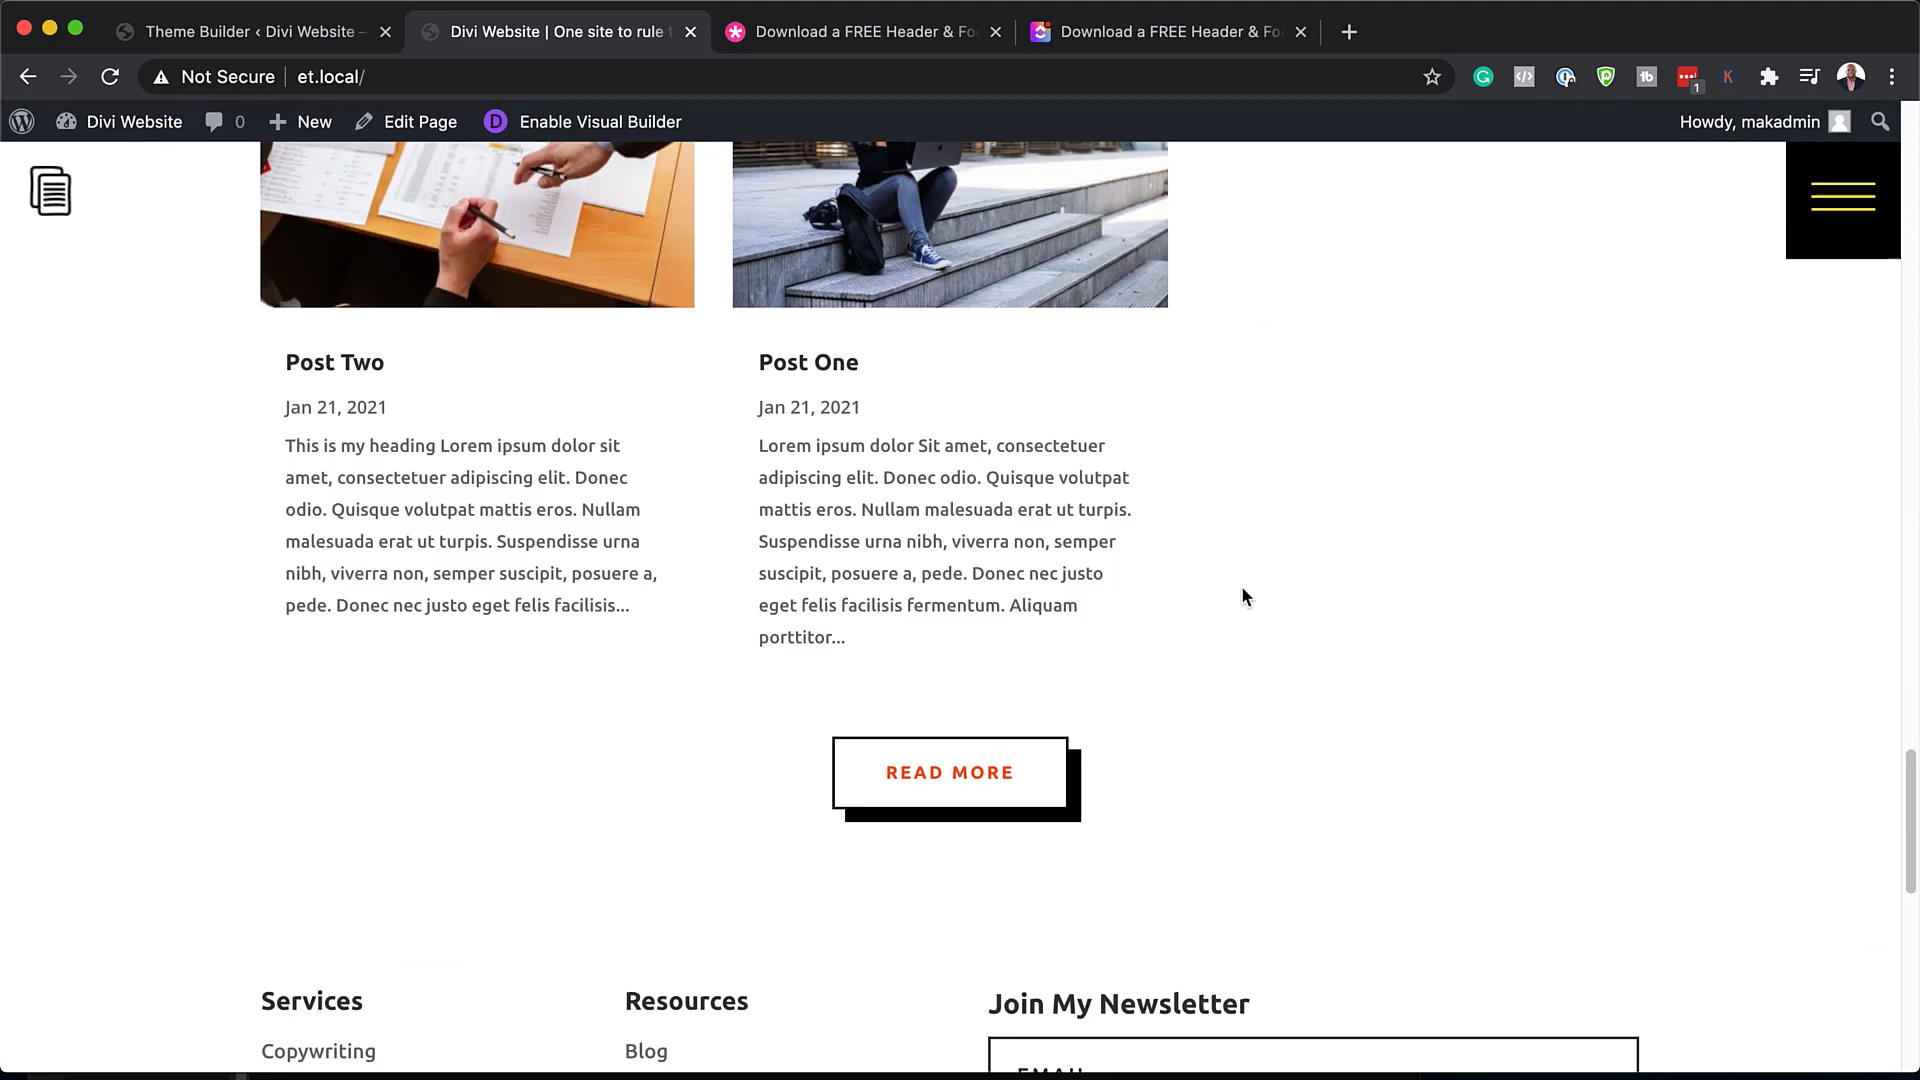 Theme Builder ‹ Divi Website –
Divi Website | One site to rule t
Download a FREE Header & Fo
Download a FREE Header & Fo
Not Secure
et.local/
1
K
Divi Website
0
New
Edit Page
D
Enable Visual Builder
Howdy, makadmin
Post Two
Jan 21, 2021
This is my heading Lorem ipsum dolor sit
amet, consectetuer adipiscing elit. Donec
odio. Quisque volutpat mattis eros. Nullam
malesuada erat ut turpis. Suspendisse urna
nibh, viverra non, semper suscipit, posuere a,
pede. Donec nec justo eget felis facilisis...
Post One
Jan 21, 2021
Lorem ipsum dolor Sit amet, consectetuer
adipiscing elit. Donec odio. Quisque volutpat
mattis eros. Nullam malesuada erat ut turpis.
Suspendisse urna nibh, viverra non, semper
suscipit, posuere a, pede. Donec nec justo
eget felis facilisis fermentum. Aliquam
porttitor...
READ MORE
Services
Copywriting
Resources
Blog
Join My Newsletter
EMAIL